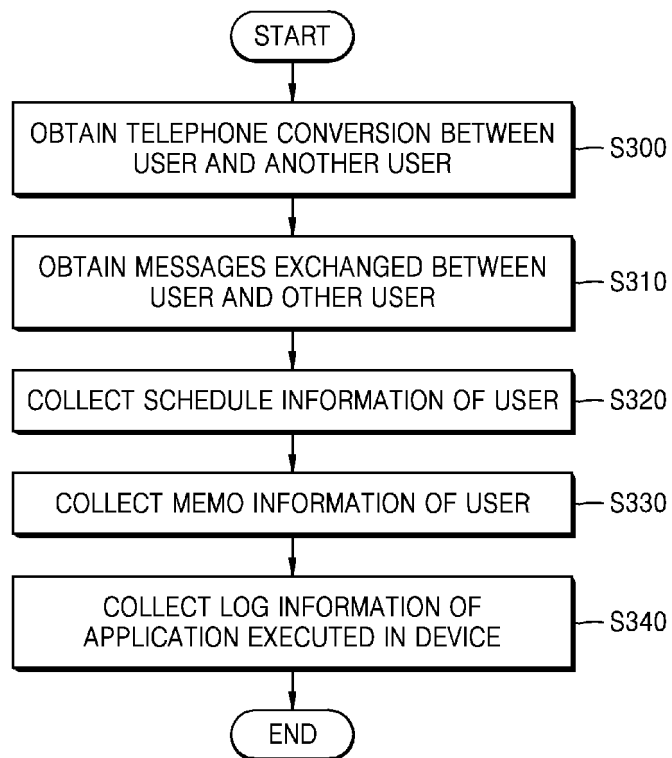 START
OBTAIN TELEPHONE CONVERSION BETWEEN
USER AND ANOTHER USER
S300
OBTAIN MESSAGES EXCHANGED BETWEEN
USER AND OTHER USER
S310
COLLECT SCHEDULE INFORMATION OF USER
S320
COLLECT MEMO INFORMATION OF USER
S330
COLLECT LOG INFORMATION OF
APPLICATION EXECUTED IN DEVICE
S340
END